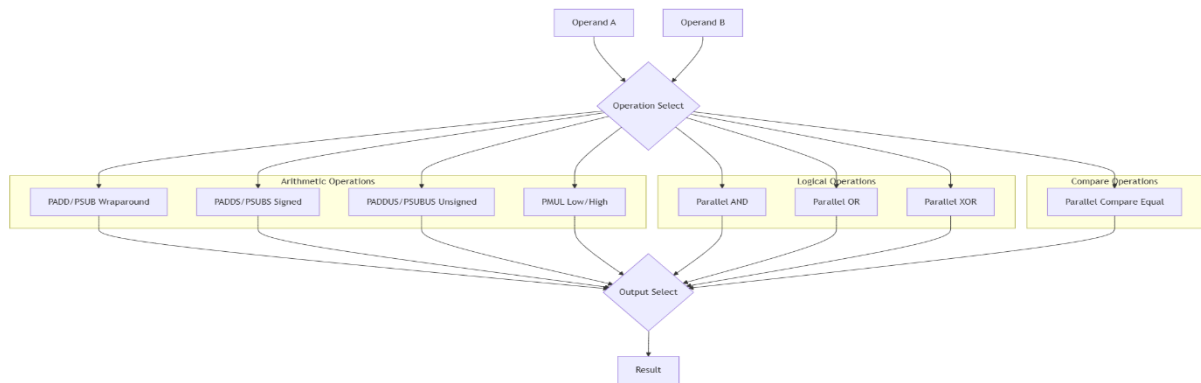 Operand A
Operand B
Operation Select
Arithmetic Operations
Logical Operations
Compare Operations
PADD/PSUB Wraparound
PADDS/PSUBS Signed
PADDUS/PSUBUS Unsigned
PMUL Low/High
Parallel AND
Parallel OR
Parallel XOR
Parallel Compare Equal
Output Select
Result